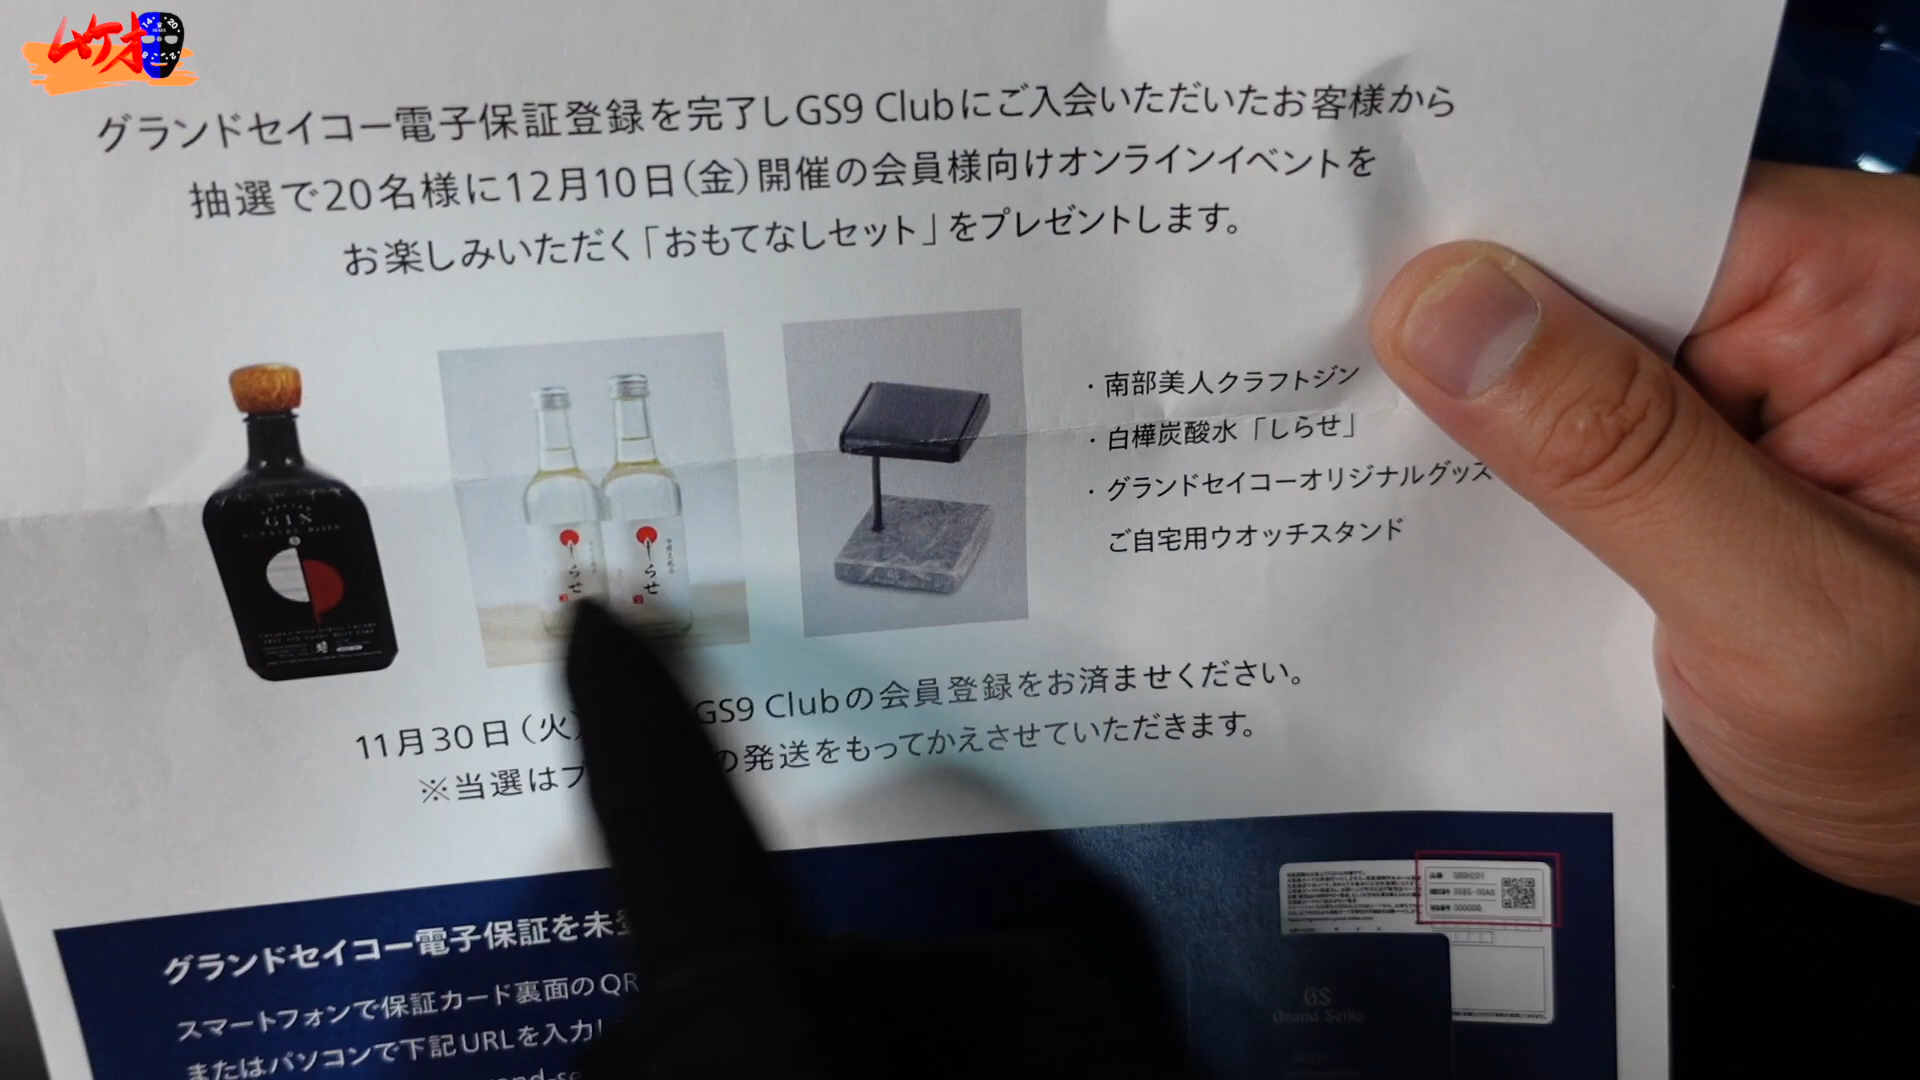 ムケオ
グランドセイコー電子保証登録を完了しGS9 Clubにご入会いただいたお客様から
抽選で20名様に12月10日(金)開催の会員様向けオンラインイベントを
お楽しみいただく「おもてなしセット」をプレゼントします。
GIN
しらせ
しらせ
・南部美人クラフトジン
・白樺炭酸水「しらせ」
・グランドセイコーオリジナルグッズ
ご自宅用ウオッチスタンド
11月30日(火) GS9 Clubの会員登録をお済ませください。
※当選は の発送をもってかえさせていただきます。
グランドセイコー電子保証を未登
スマートフォンで保証カード裏面のQR
またはパソコンで下記URLを入力し
GS
Grand Seiko